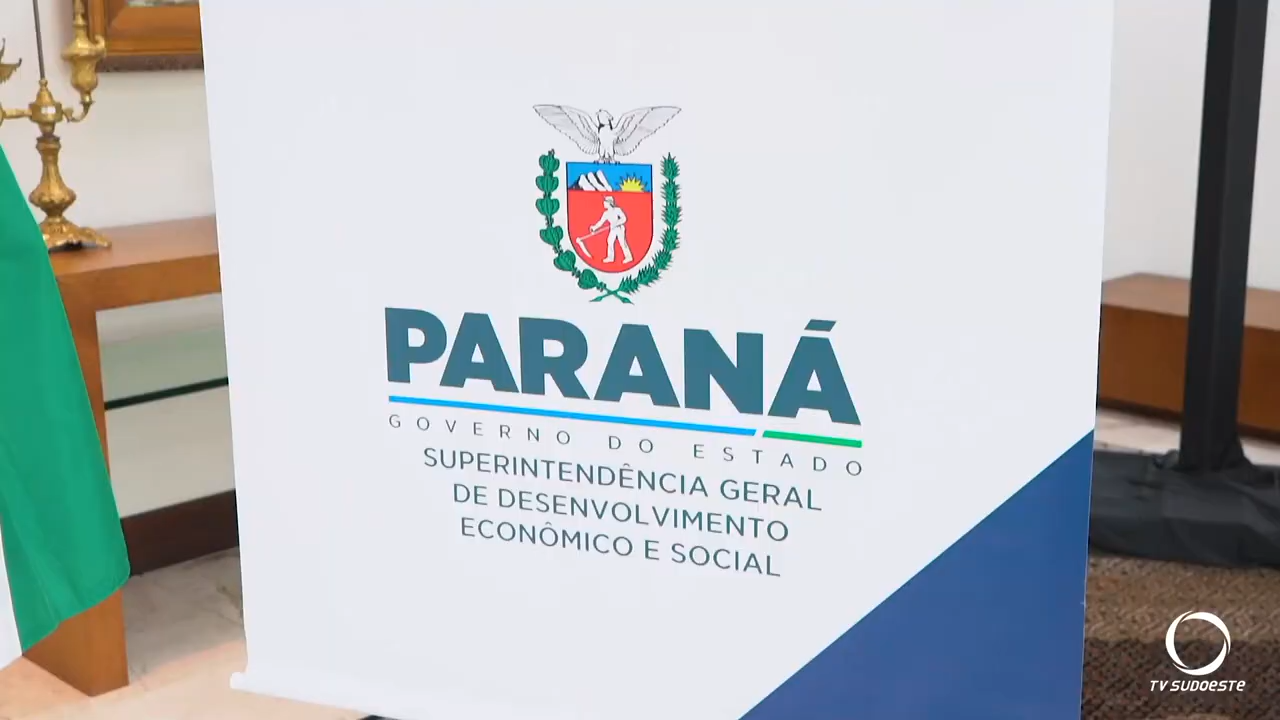 PARANÁ
GOVERNO DO ESTADO
SUPERINTENDÊNCIA GERAL
DE DESENVOLVIMENTO
ECONÔMICO E SOCIAL
TV SUDOESTE